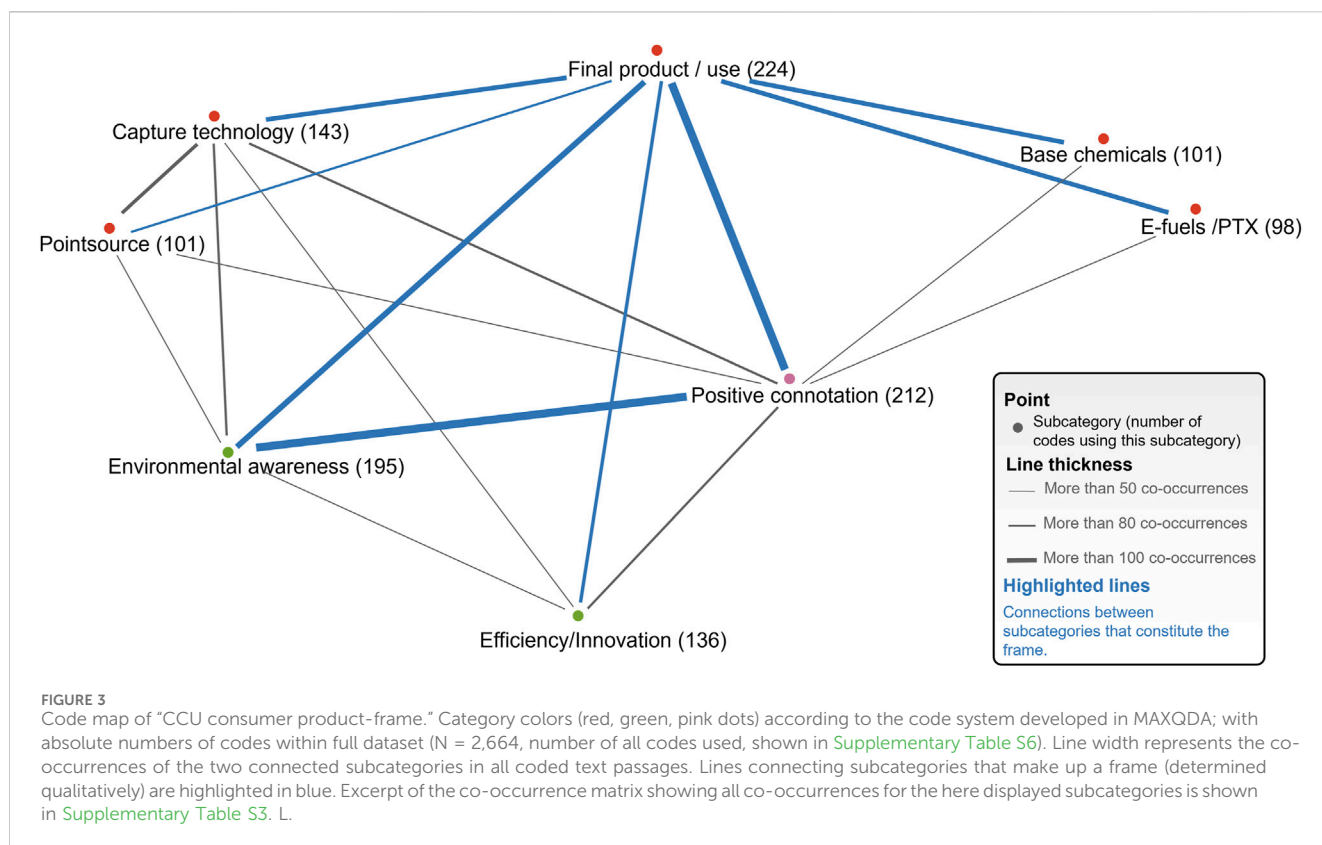 Final product / use (224)
Capture technology (143)
Base chemicals (101)
E-fuels /PTX (98)
Pointsource (101)
Positive connotation (212)
Environmental awareness (195)
Efficiency/Innovation (136)
Point
Subcategory (number of
codes using this subcategory)
Line thickness
More than 50 co-occurrences
More than 80 co-occurrences
More than 100 co-occurrences
Highlighted lines
Connections between
subcategories that constitute the
frame.
FIGURE 3
Code map of “CCU consumer product-frame.” Category colors (red, green, pink dots) according to the code system developed in MAXQDA; with
absolute numbers of codes within full dataset (N = 2,664, number of all codes used, shown in Supplementary Table S6). Line width represents the co-
occurrences of the two connected subcategories in all coded text passages. Lines connecting subcategories that make up a frame (determined
qualitatively) are highlighted in blue. Excerpt of the co-occurrence matrix showing all co-occurrences for the here displayed subcategories is shown
in Supplementary Table S3. L.